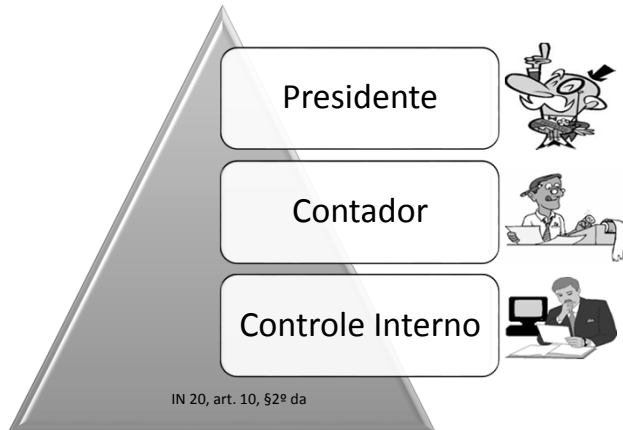 Presidente
Contador
Controle Interno
IN 20, art. 10, §2º da